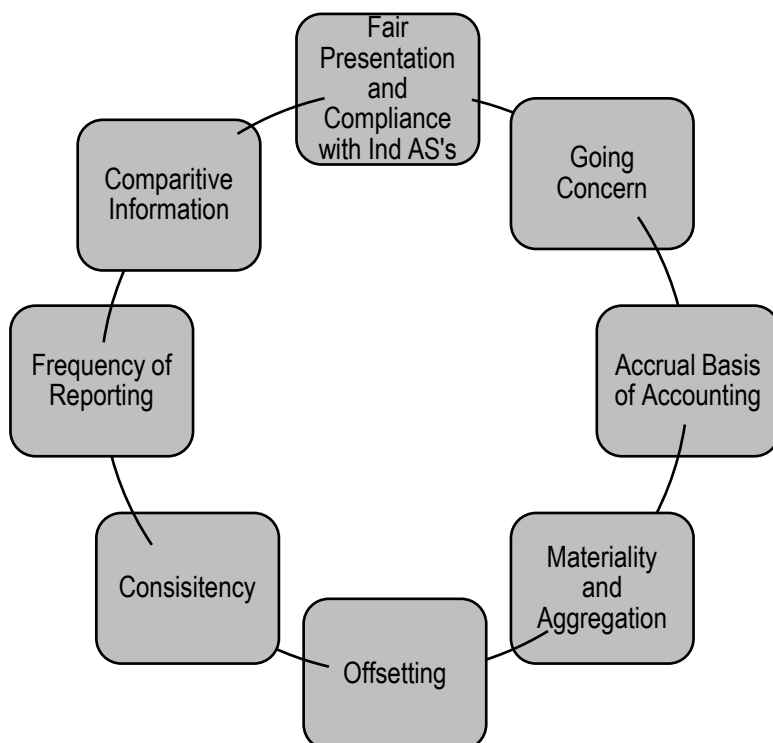 Fair
Presentation
and
Compliance
with Ind AS's
Going
Concern
Accrual Basis
of Accounting
Materiality
and
Aggregation
Offsetting
Consisitency
Frequency of
Reporting
Comparitive
Information